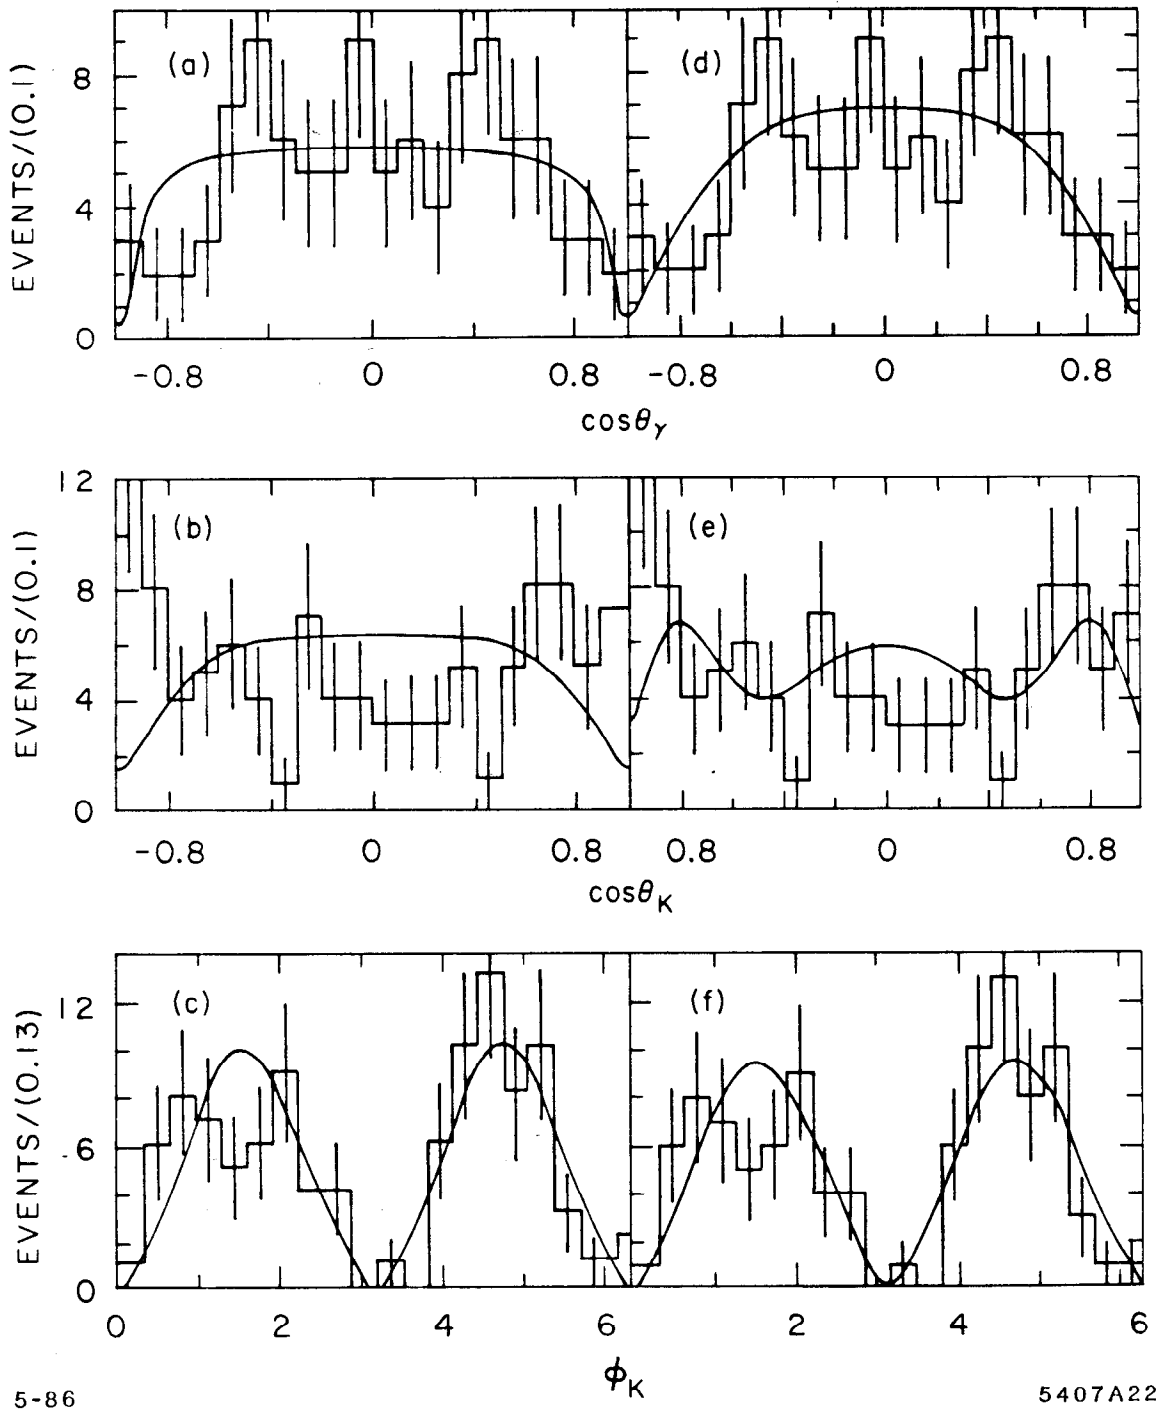 (a)
(d)
EVENTS/(0.1)
8
4
0
-0.8 0 0.8 -0.8 0 0.8
cosθγ
(b)
(e)
EVENTS/(0.1)
12
8
4
0
-0.8 0 0.8 0.8 0 0.8
cosθK
(c)
(f)
EVENTS/(0.13)
12
6
0
0 2 4 6 2 4 6
ϕK
5-86
5407A22